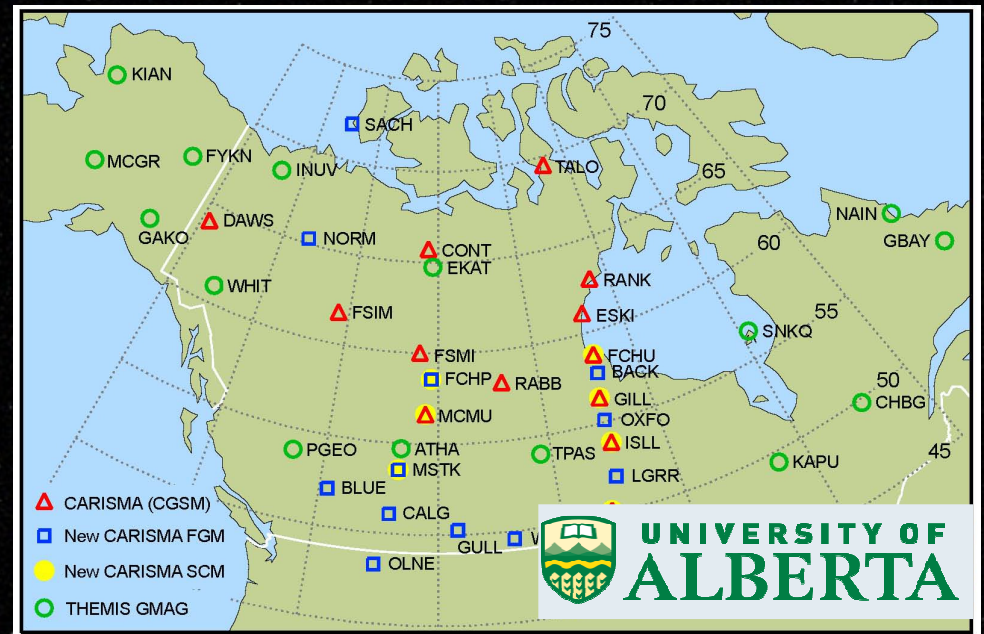 75
KIAN
70
SACH
FYKN
MCGR
INUV
TALO
65
NAIN
DAWS
GAKO
NORM
60
GBAY
CONT
EKAT
RANK
WHIT
FSIM
ESKI
55
SNKQ
FSMI
FCHU
BACK
FCHP
RABB
50
GILL
CHBG
MCMU
OXFO
ISLL
45
PGEO
ATHA
TPAS
KAPU
MSTK
LGRR
BLUE
CARISMA (CGSM)
CALG
New CARISMA FGM
GULL
OLNE
New CARISMA SCM
THEMIS GMAG
UNIVERSITY OF
ALBERTA